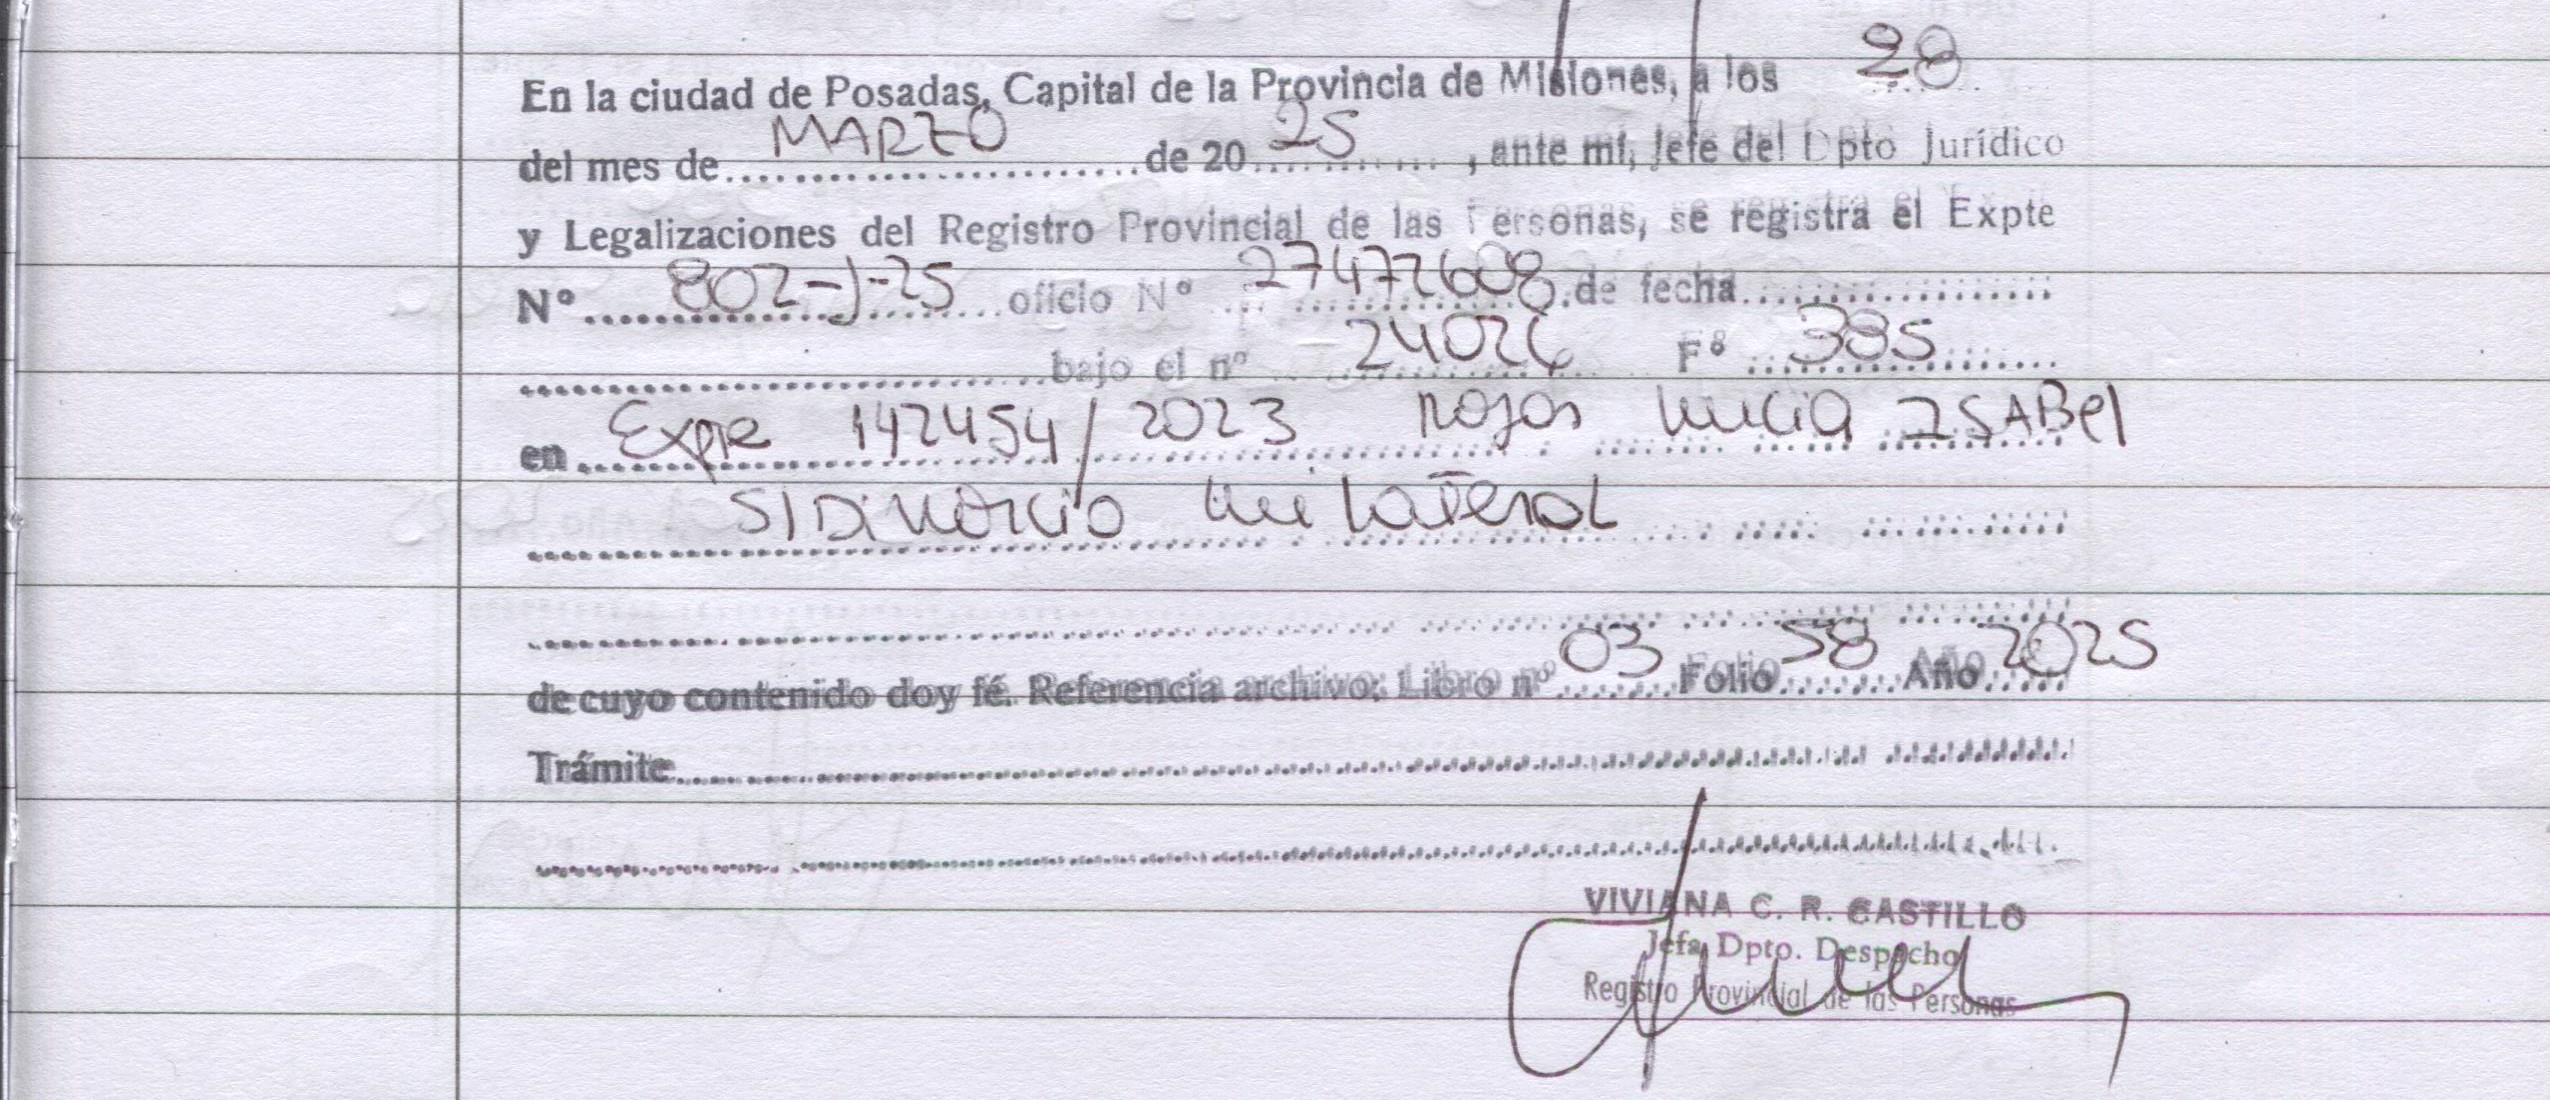 En la ciudad de Posadas, Capital de la Provincia de Misiones, a los 28
del mes de MARZO de 20 25, ante mí, Jefe del Dpto Jurídico
y Legalizaciones del Registro Provincial de las Personas, se registra el Expte
N° 802-J-25 oficio N° 27472608 de fecha
bajo el n° 24026 F° 385
en Expte 142454/2023 Rojas Lucia ISABel
S/Divorcio Unilateral
de cuyo contenido doy fé. Referencia archivo: Libro n° 03 Folio 58 Año 2025
Trámite
VIVIANA C. R. CASTILLO
Jefa Dpto. Despacho
Registro Provincial de las Personas